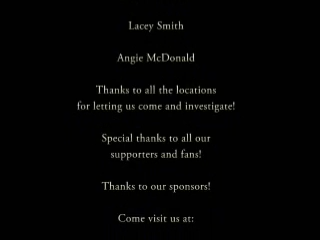 Lacey Smith
Angie McDonald
Thanks to all the locations
for letting us come and investigate!
Special thanks to all our
supporters and fans!
Thanks to our sponsors!
Come visit us at: